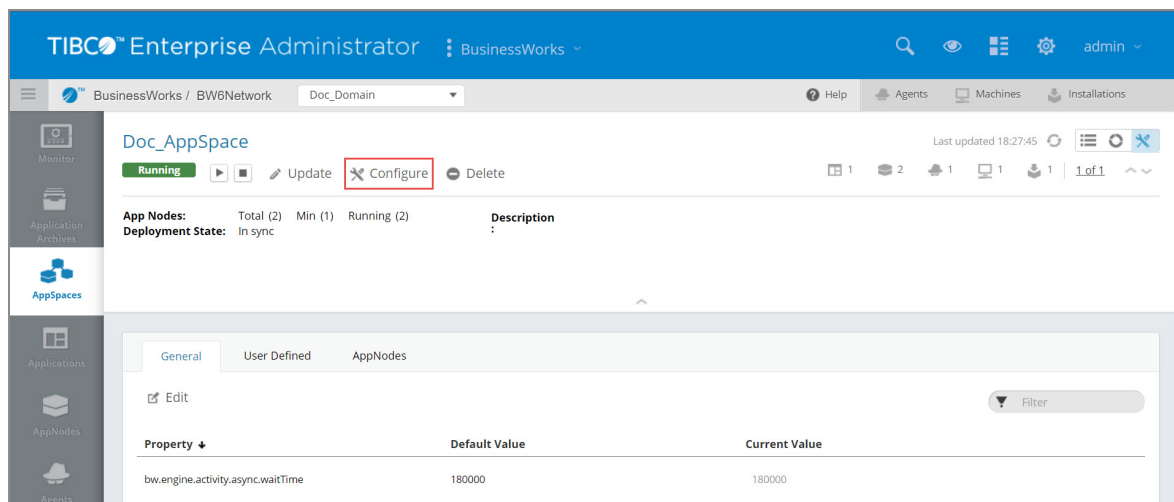 TIBCO™ Enterprise Administrator BusinessWorks admin
BusinessWorks / BW6Network Doc_Domain Help Agents Machines Installations
Monitor
Application
Archives
AppSpaces
Applications
AppNodes
Agents
Doc_AppSpace Last updated 18:27:45
Running Update Configure Delete 1 2 1 1 1 1 of 1
App Nodes: Total (2) Min (1) Running (2) Description
Deployment State: In sync :
General User Defined AppNodes
Edit Filter
Property Default Value Current Value
bw.engine.activity.async.waitTime 180000 180000